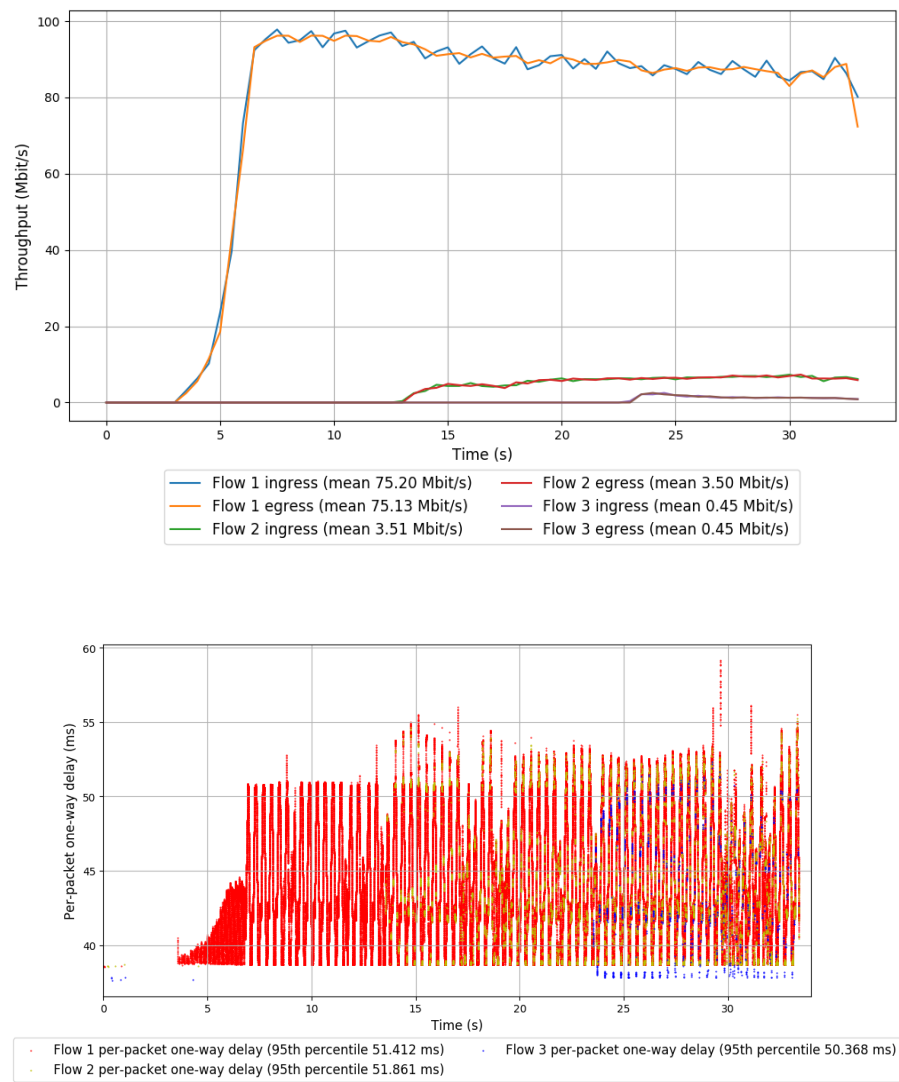 100
80
60
40
20
0
Throughput (Mbit/s)
0 5 10 15 20 25 30
Time (s)
Flow 1 ingress (mean 75.20 Mbit/s)
Flow 1 egress (mean 75.13 Mbit/s)
Flow 2 ingress (mean 3.51 Mbit/s)
Flow 2 egress (mean 3.50 Mbit/s)
Flow 3 ingress (mean 0.45 Mbit/s)
Flow 3 egress (mean 0.45 Mbit/s)
60
55
50
45
40
Per-packet one-way delay (ms)
0 5 10 15 20 25 30
Time (s)
Flow 1 per-packet one-way delay (95th percentile 51.412 ms)
Flow 2 per-packet one-way delay (95th percentile 51.861 ms)
Flow 3 per-packet one-way delay (95th percentile 50.368 ms)